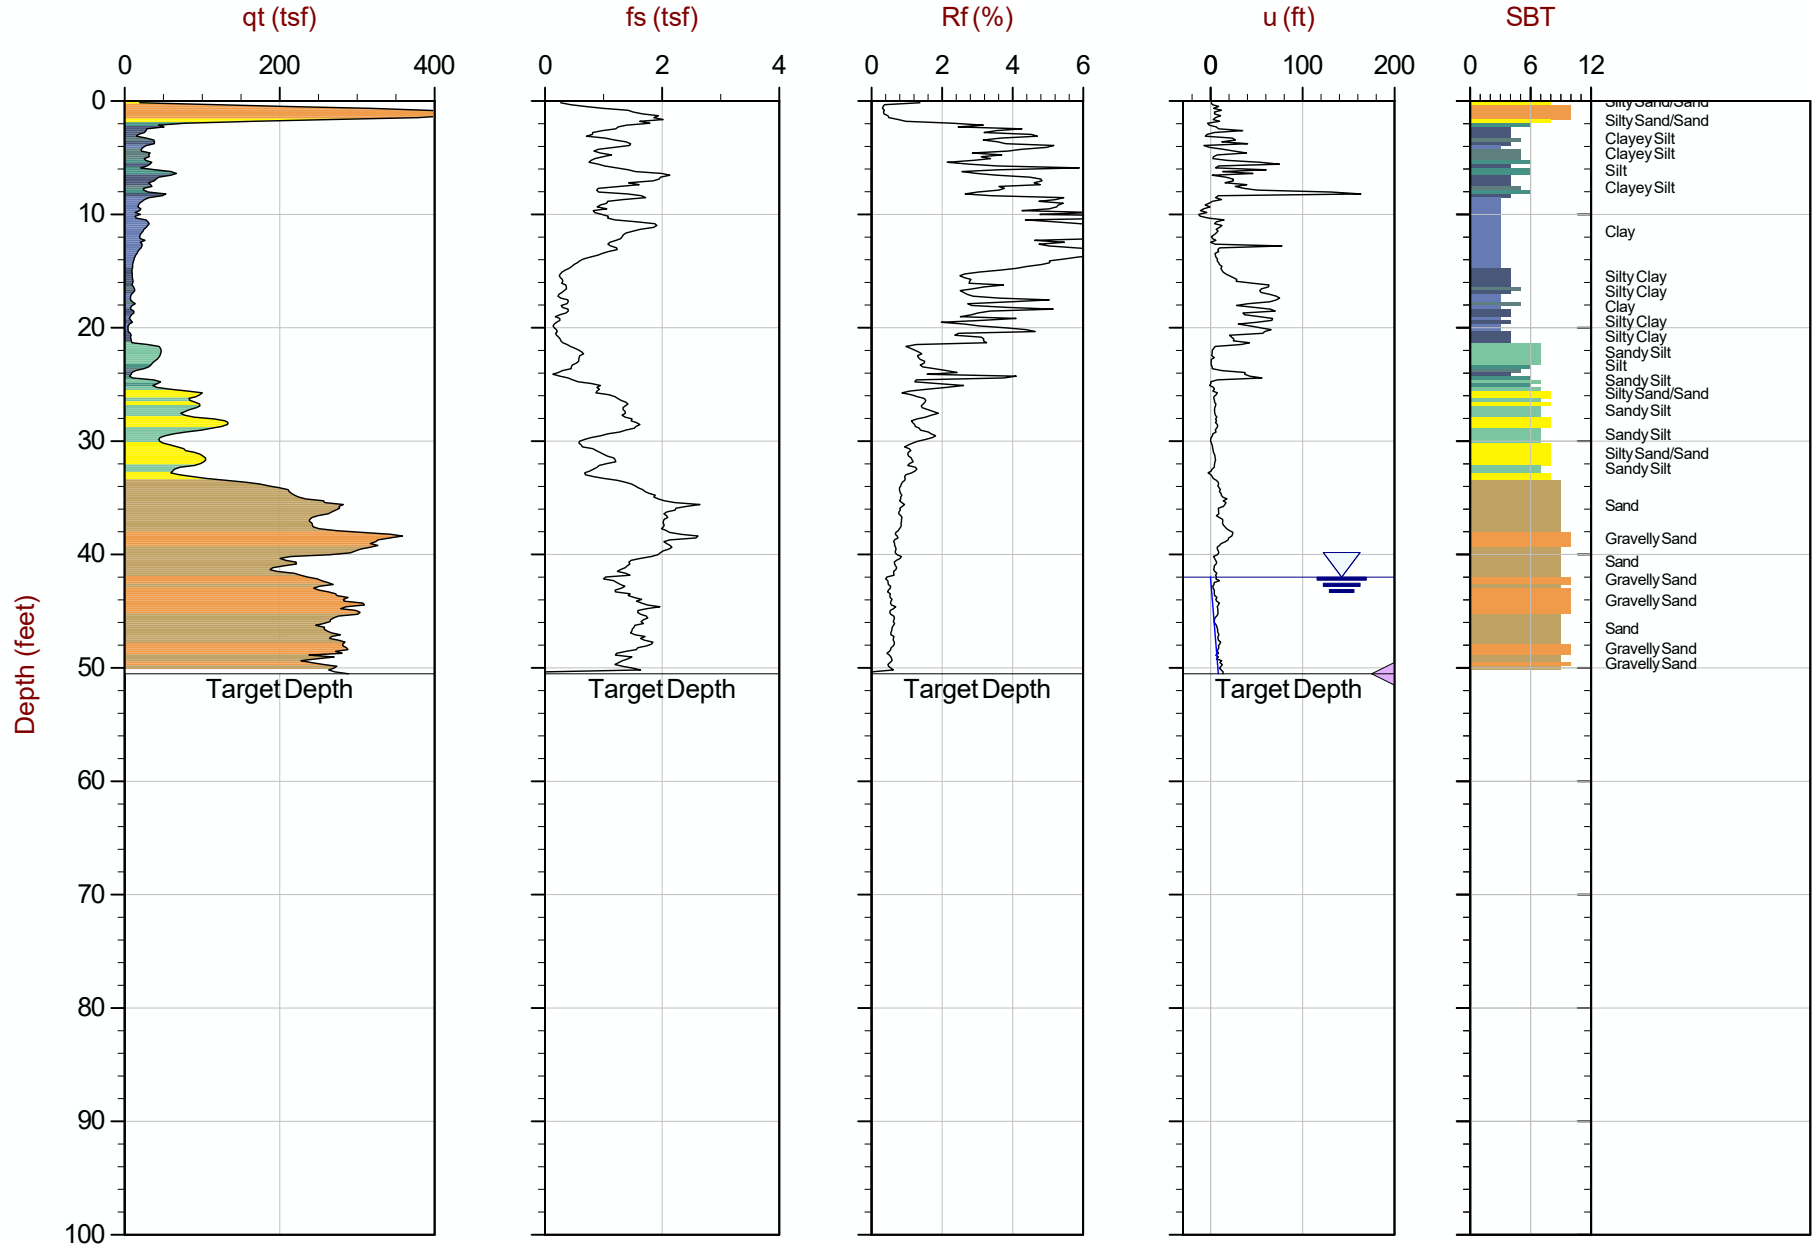 qt (tsf) fs (tsf) Rf (%) u (ft) SBT
0 200 400 0 2 4 0 2 4 6 0 100 200 0 6 12
0
10
20
30
40
50
60
70
80
90
100
Depth (feet)
Silty Sand/Sand
Silty Sand/Sand
Clayey Silt
Clayey Silt
Silt
Clayey Silt
Clay
Silty Clay
Silty Clay
Clay
Silty Clay
Silty Clay
Sandy Silt
Silt
Sandy Silt
Silty Sand/Sand
Sandy Silt
Sandy Silt
Silty Sand/Sand
Sandy Silt
Sand
Gravelly Sand
Sand
Gravelly Sand
Gravelly Sand
Sand
Gravelly Sand
Gravelly Sand
Target Depth Target Depth Target Depth Target Depth